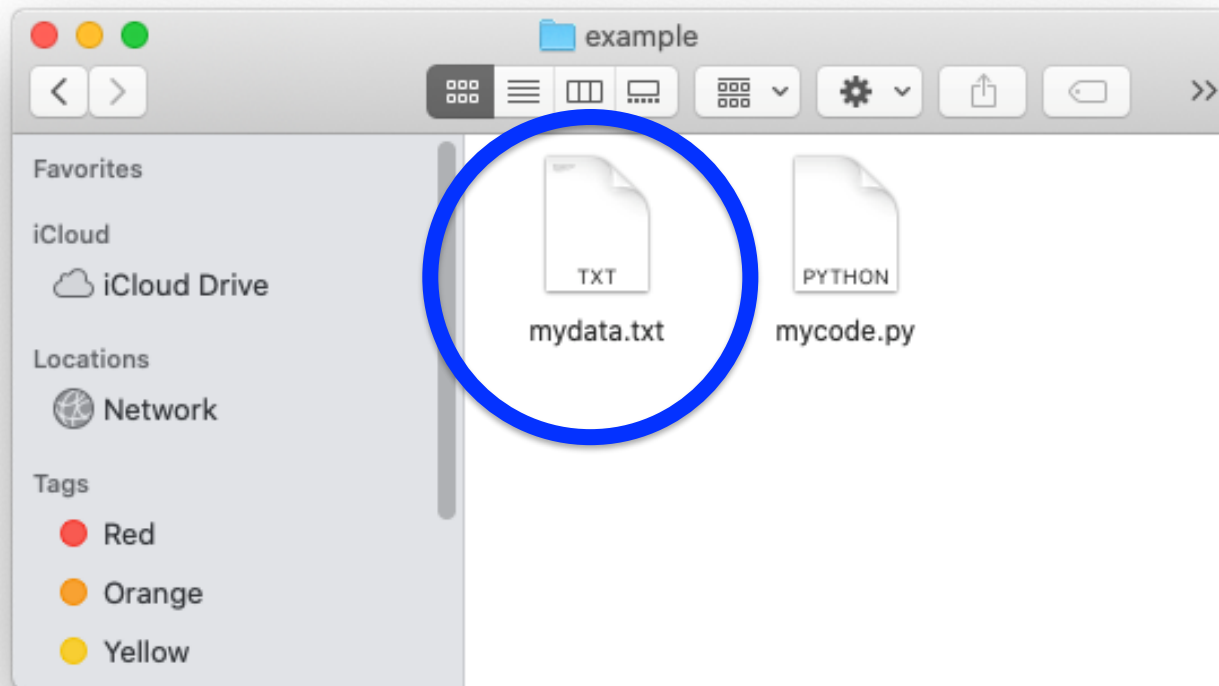 example
Favorites
iCloud
iCloud Drive
Locations
Network
Tags
Red
Orange
Yellow
TXT
mydata.txt
PYTHON
mycode.py